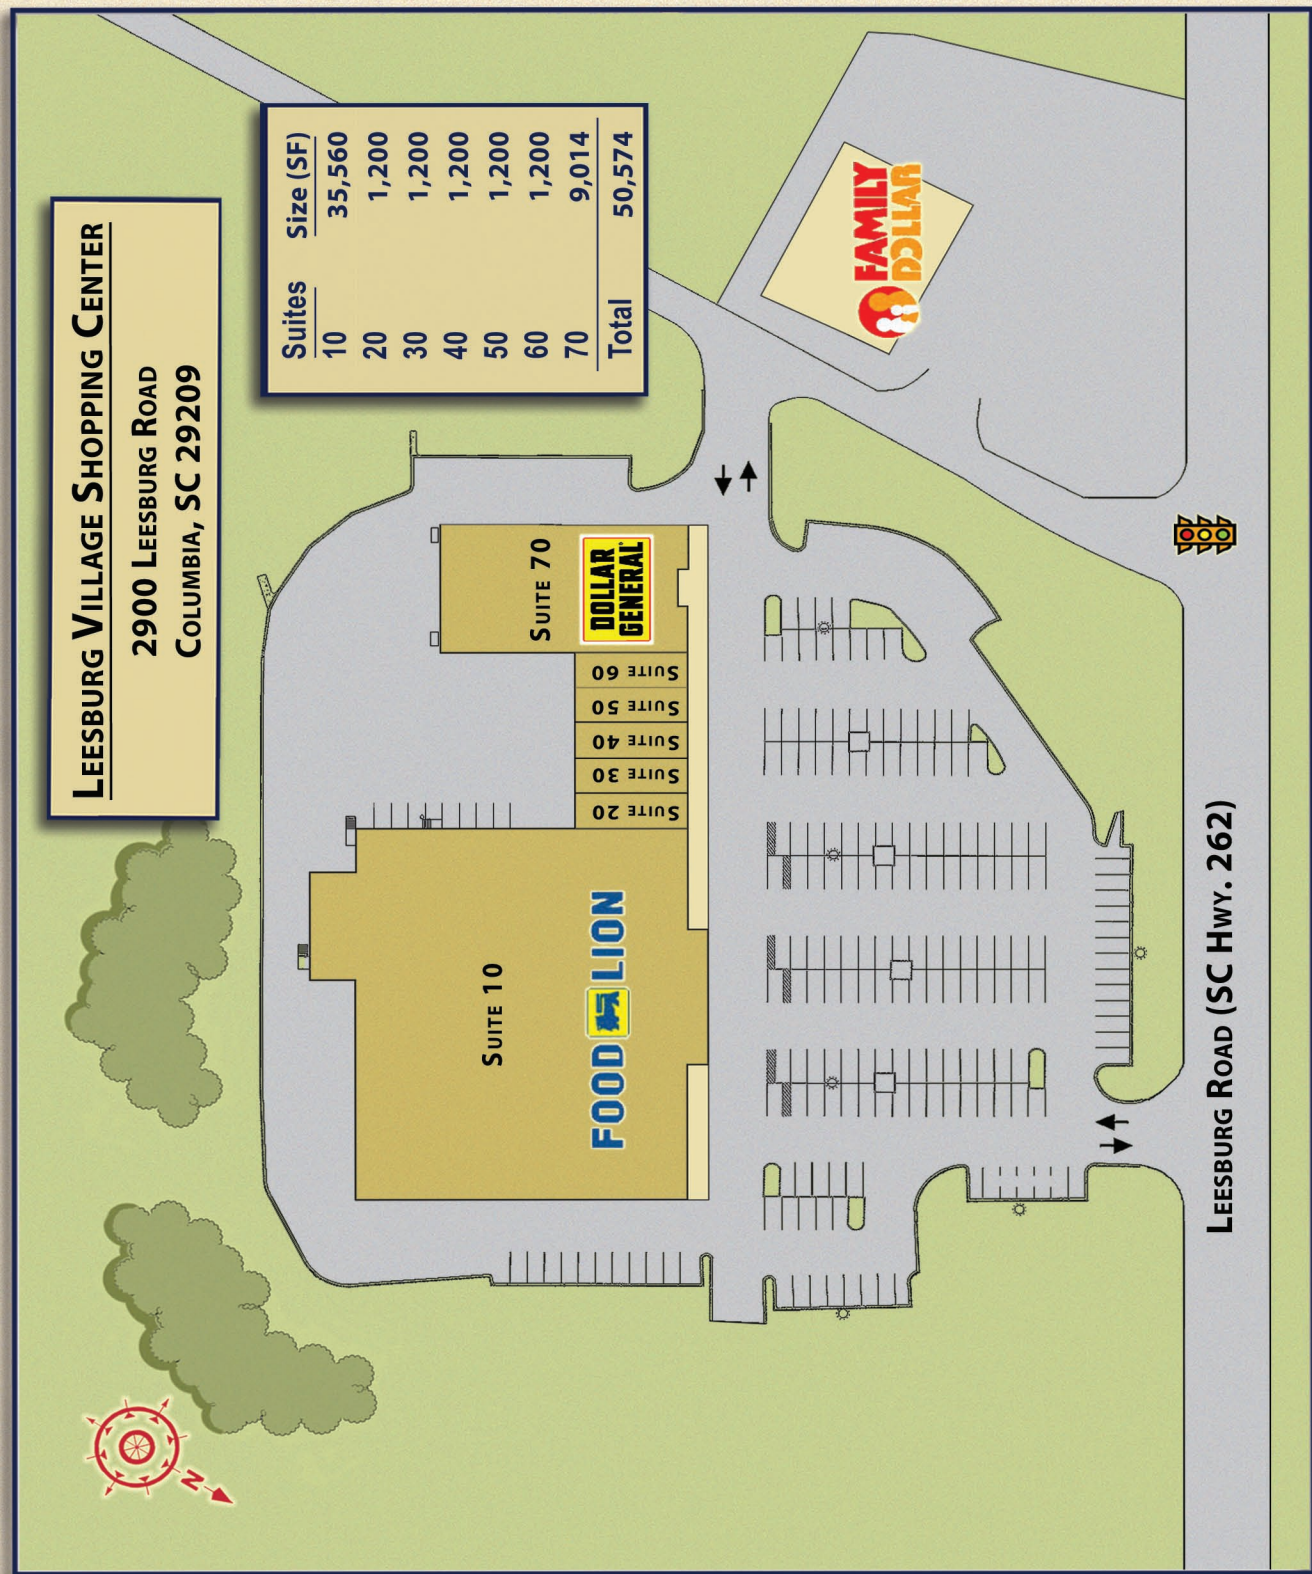 LEESBURG VILLAGE SHOPPING CENTER
2900 LEESBURG ROAD
COLUMBIA, SC 29209
Suites Size (SF)
10 35,560
20 1,200
30 1,200
40 1,200
50 1,200
60 1,200
70 9,014
Total 50,574
SUITE 10
FOOD LION
SUITE 20
SUITE 30
SUITE 40
SUITE 50
SUITE 60
SUITE 70
DOLLAR
GENERAL
FAMILY
DOLLAR
LEESBURG ROAD (SC HWY. 262)
N